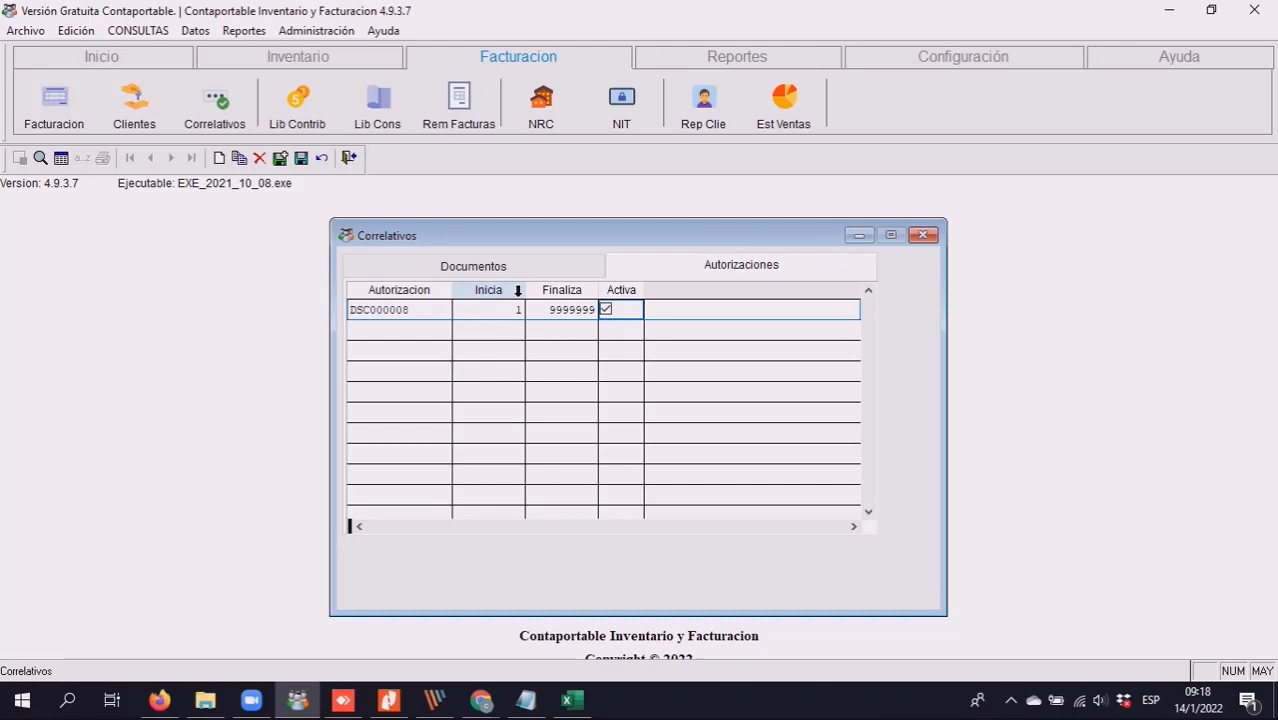 Versión Gratuita Contaportable. | Contaportable Inventario y Facturacion 4.9.3.7
Archivo Edición CONSULTAS Datos Reportes Administración Ayuda
Inicio Inventario Facturacion Reportes Configuración Ayuda
Facturacion Clientes Correlativos Lib Contrib Lib Cons Rem Facturas NRC NIT Rep Clie Est Ventas
Version: 4.9.3.7 Ejecutable: EXE_2021_10_08.exe
Correlativos
Documentos Autorizaciones
Autorizacion Inicia Finaliza Activa
DSC000008 1 9999999
Contaportable Inventario y Facturacion
Copyright © 2022
Correlativos NUM MAY
ESP 09:18
14/1/2022